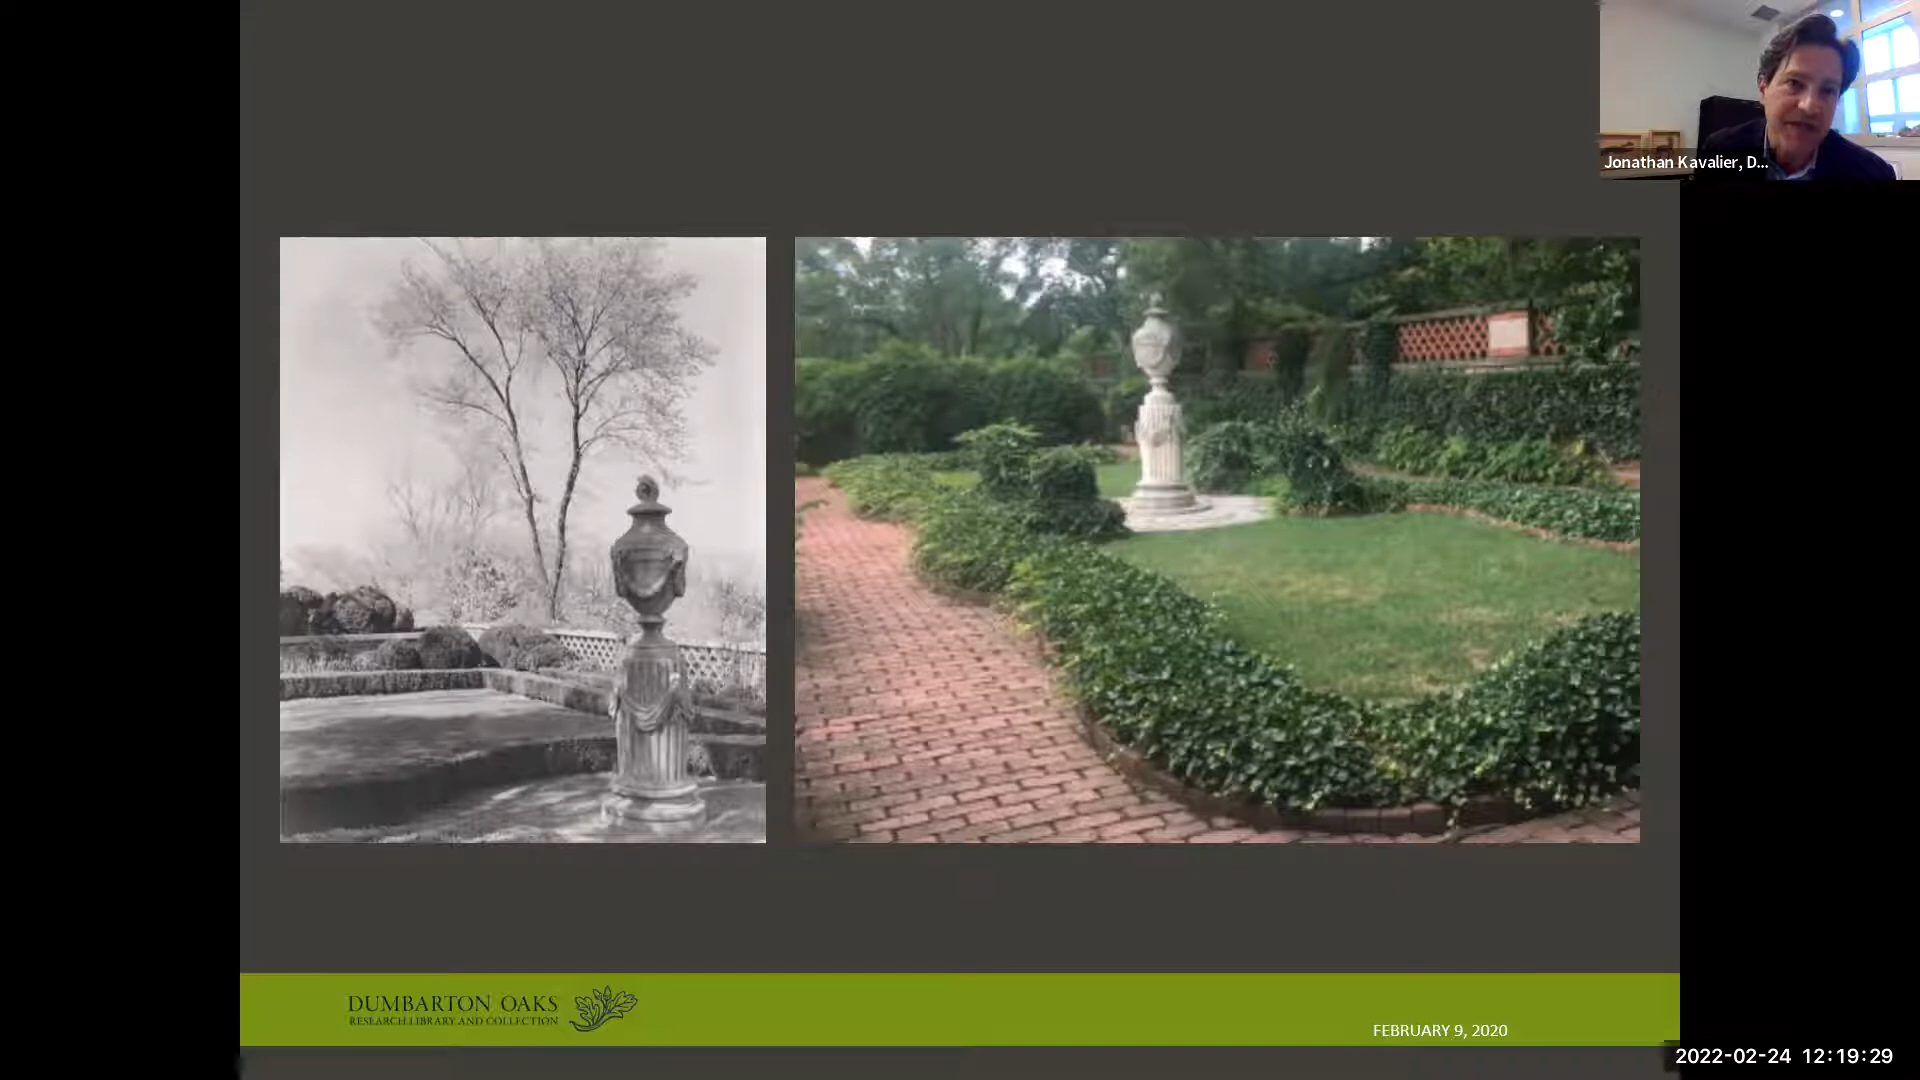 Jonathan Kavalier, D...
DUMBARTON OAKS
RESEARCH LIBRARY AND COLLECTION
FEBRUARY 9, 2020
2022-02-24 12:19:29